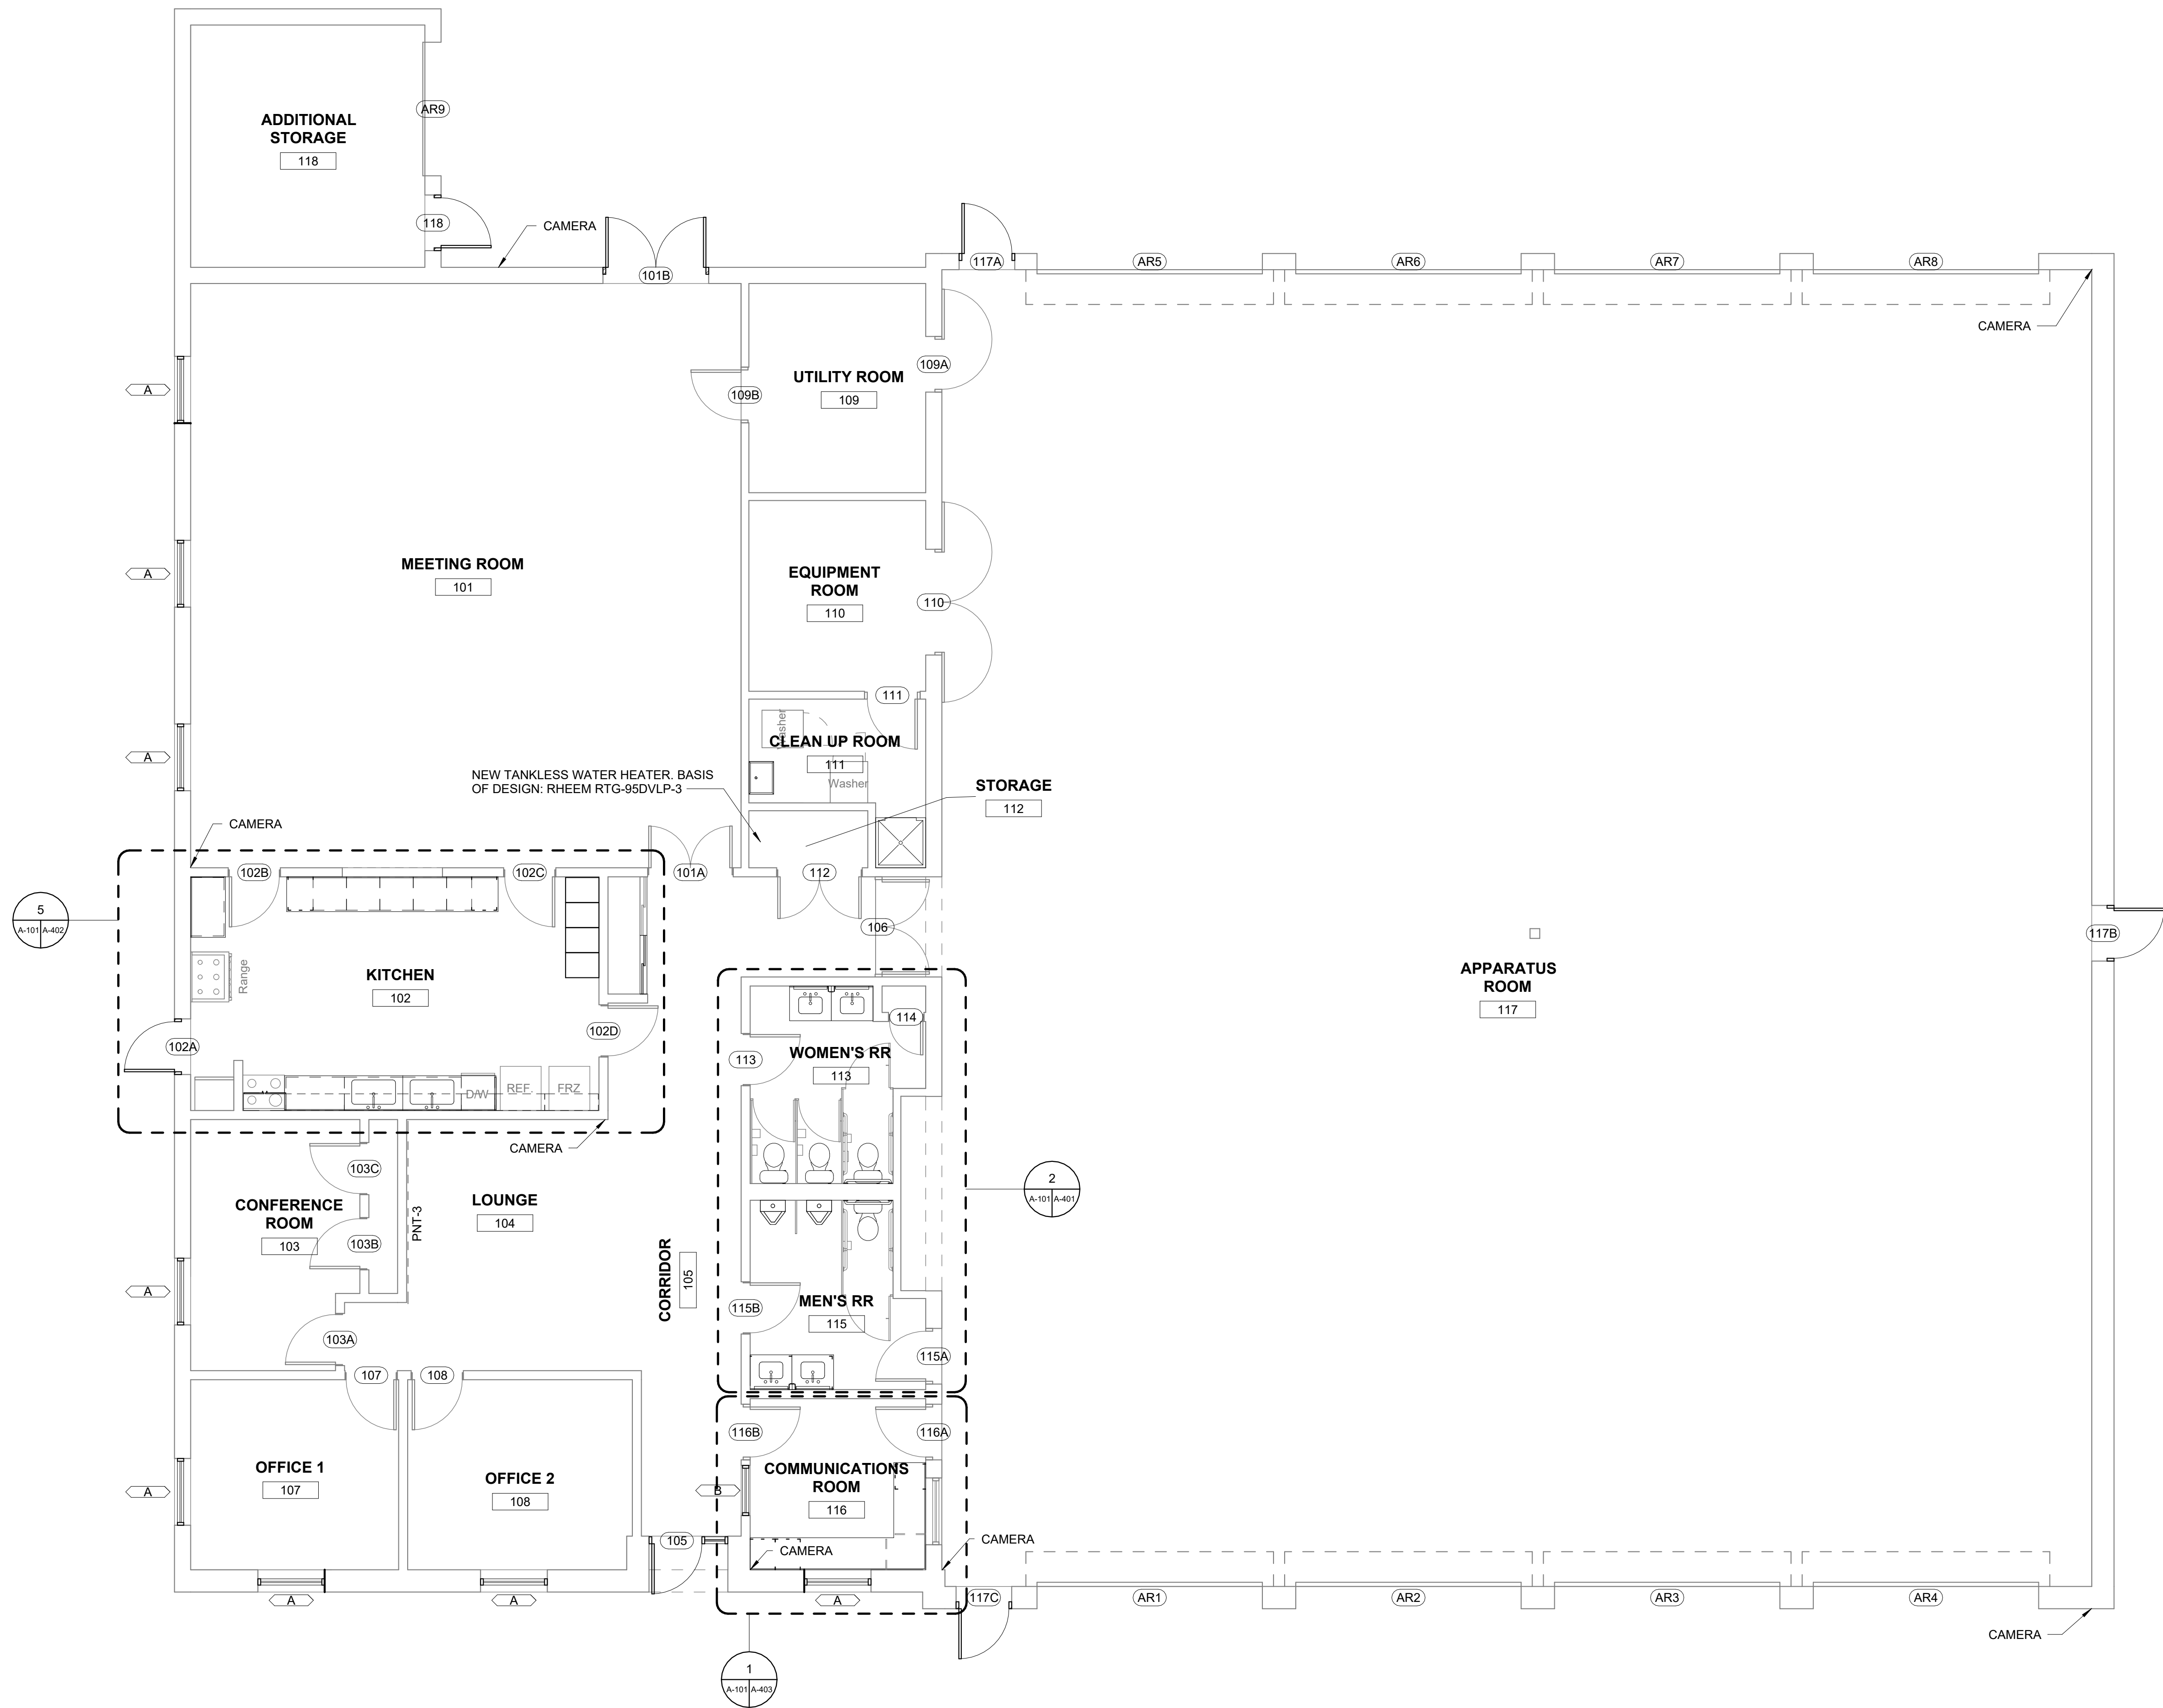 ADDITIONAL
STORAGE
118
AR9
118
CAMERA
101B
117A
AR5
AR6
AR7
AR8
CAMERA
A
109B
UTILITY ROOM
109
109A
A
MEETING ROOM
101
EQUIPMENT
ROOM
110
110
111
Washer
CLEAN UP ROOM
111
Washer
A
NEW TANKLESS WATER HEATER. BASIS
OF DESIGN: RHEEM RTG-95DVLP-3
STORAGE
112
CAMERA
102B
102C
101A
112
5
A-101
A-402
106
117B
Range
KITCHEN
102
APPARATUS
ROOM
117
102A
102D
114
113
WOMEN'S RR
113
D/W
REF.
FRZ
CAMERA
103C
CONFERENCE
ROOM
103
103B
PNT-3
LOUNGE
104
CORRIDOR
105
2
A-101
A-401
A
115B
MEN'S RR
115
103A
115A
107
108
116B
116A
A
OFFICE 1
107
OFFICE 2
108
B
COMMUNICATIONS
ROOM
116
105
CAMERA
CAMERA
A
A
A
117C
AR1
AR2
AR3
AR4
CAMERA
1
A-101
A-403